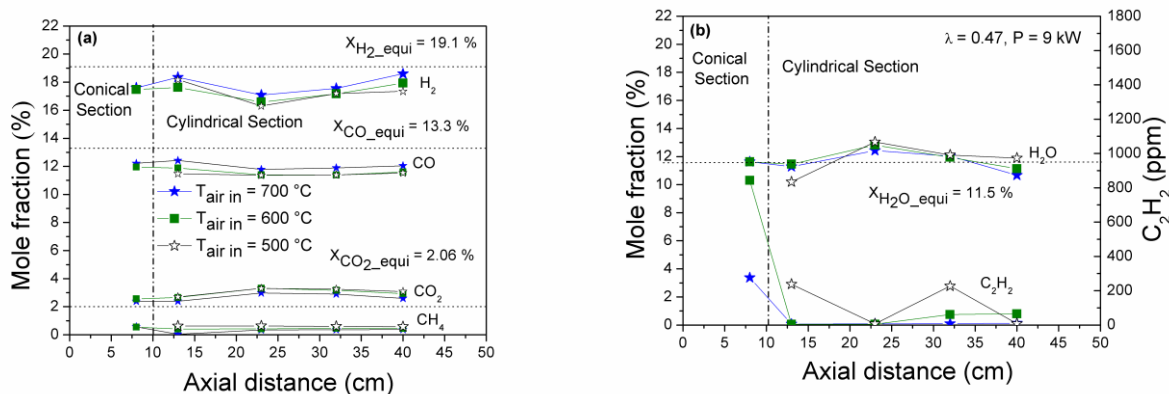 (a)
X_H2_equi = 19.1 %
H2
Conical
Section
Cylindrical Section
X_CO_equi = 13.3 %
CO
T_air in = 700 °C
T_air in = 600 °C
T_air in = 500 °C
X_CO2_equi = 2.06 %
CO2
CH4
Mole fraction (%)
22
20
18
16
14
12
10
8
6
4
2
0
0 5 10 15 20 25 30 35 40 45 50
Axial distance (cm)
(b)
λ = 0.47, P = 9 kW
Conical
Section
Cylindrical Section
H2O
X_H2O_equi = 11.5 %
C2H2
Mole fraction (%)
22
20
18
16
14
12
10
8
6
4
2
0
0 5 10 15 20 25 30 35 40 45 50
Axial distance (cm)
1800
1600
1400
1200
1000
800
600
400
200
0
C2H2 (ppm)